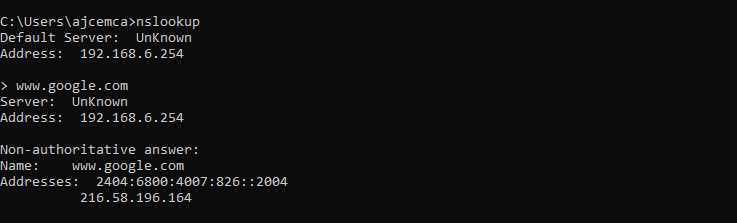 C:\Users\ajcemca>nslookup
Default Server:  UnKnown
Address:  192.168.6.254
> www.google.com
Server:  UnKnown
Address:  192.168.6.254
Non-authoritative answer:
Name:    www.google.com
Addresses:  2404:6800:4007:826::2004
216.58.196.164